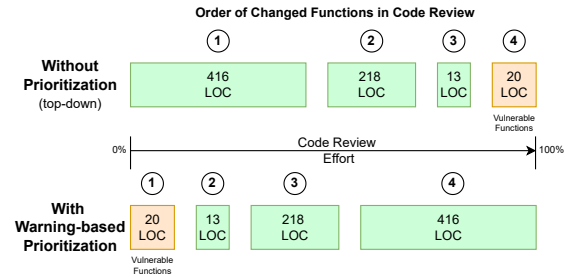 Order of Changed Functions in Code Review
1
2
3
4
Without
Prioritization
(top-down)
416
LOC
218
LOC
13
LOC
20
LOC
Vulnerable
Functions
0%
Code Review
Effort
100%
1
2
3
4
With
Warning-based
Prioritization
20
LOC
13
LOC
218
LOC
416
LOC
Vulnerable
Functions